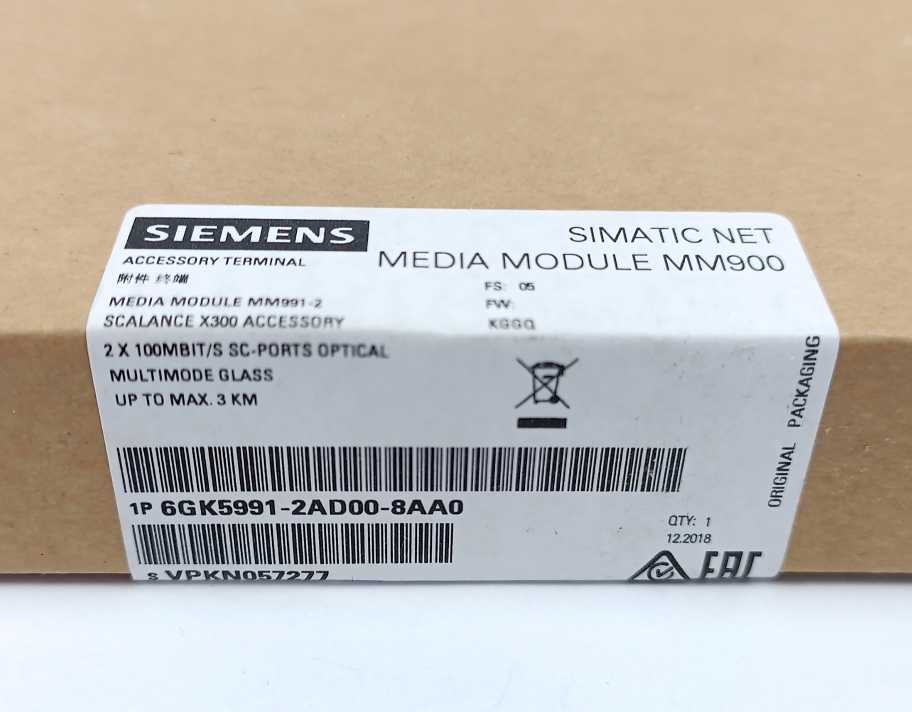 SIEMENS
SIMATIC NET
MEDIA MODULE MM900
ACCESSORY TERMINAL
附件 终端
FS: 05
MEDIA MODULE MM991-2
FW:
SCALANCE X300 ACCESSORY
KGGQ
2 X 100MBIT/S SC-PORTS OPTICAL
MULTIMODE GLASS
UP TO MAX. 3 KM
ORIGINAL PACKAGING
1P 6GK5991-2AD00-8AA0
QTY: 1
12.2018
S VPKN057277
EAC